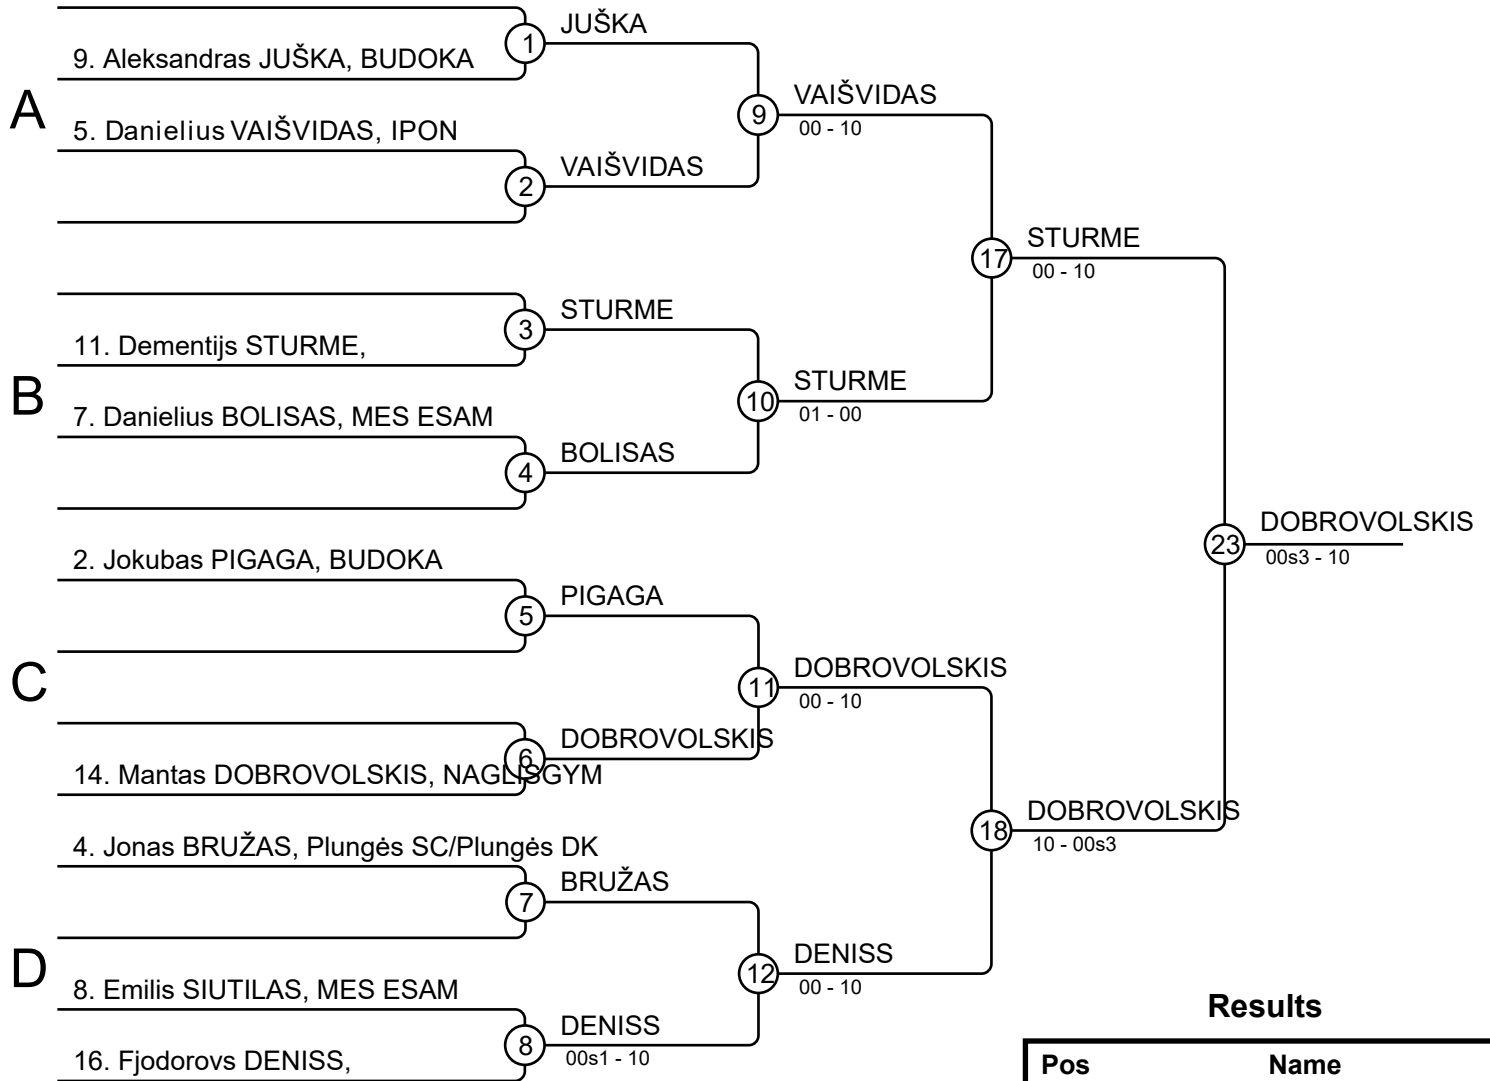 JUŠKA
1
9. Aleksandras JUŠKA, BUDOKA
A
VAIŠVIDAS
9
00 - 10
5. Danielius VAIŠVIDAS, IPON
VAIŠVIDAS
2
STURME
17
00 - 10
STURME
3
11. Dementijs STURME,
B
STURME
10
01 - 00
7. Danielius BOLISAS, MES ESAM
BOLISAS
4
DOBROVOLSKIS
23
00s3 - 10
2. Jokubas PIGAGA, BUDOKA
PIGAGA
5
C
DOBROVOLSKIS
11
00 - 10
DOBROVOLSKIS
6
14. Mantas DOBROVOLSKIS, NAGLISGYM
DOBROVOLSKIS
18
10 - 00s3
4. Jonas BRUŽAS, Plungės SC/Plungės DK
BRUŽAS
7
D
DENISS
12
00 - 10
8. Emilis SIUTILAS, MES ESAM
DENISS
8
00s1 - 10
16. Fjodorovs DENISS,
Results
Pos Name